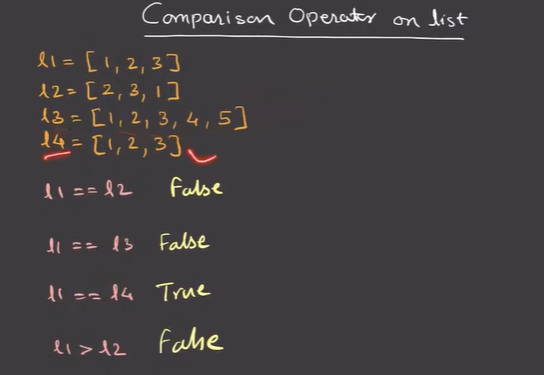 Comparison Operator on list
l1 = [1, 2, 3]
l2 = [2, 3, 1]
l3 = [1, 2, 3, 4, 5]
l4 = [1, 2, 3]
l1 == l2 False
l1 == l3 False
l1 == l4 True
l1 > l2 False